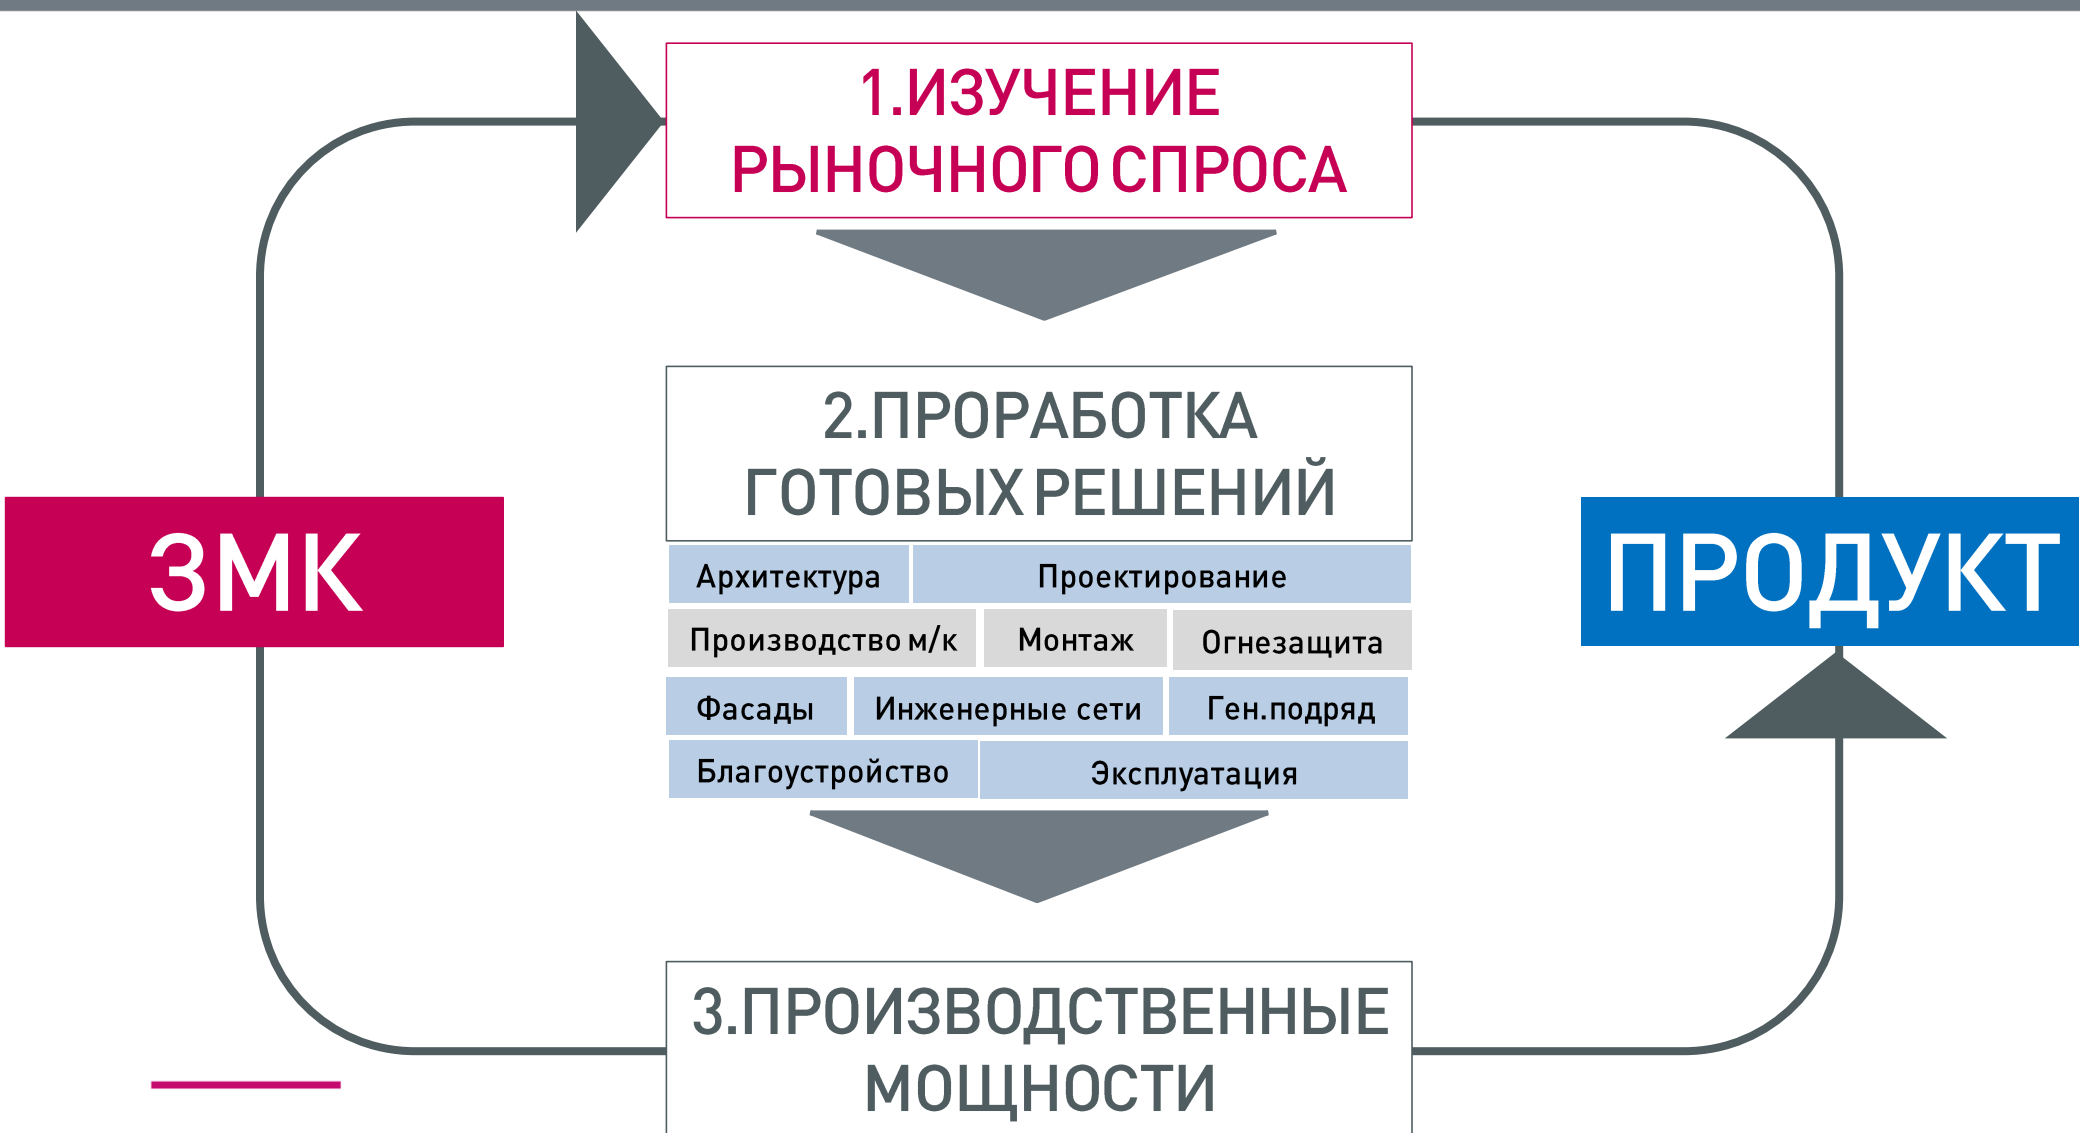 1.ИЗУЧЕНИЕ
РЫНОЧНОГО СПРОСА
2.ПРОРАБОТКА
ГОТОВЫХ РЕШЕНИЙ
ЗМК
ПРОДУКТ
Архитектура Проектирование
Производство м/к Монтаж Огнезащита
Фасады Инженерные сети Ген.подряд
Благоустройство Эксплуатация
3.ПРОИЗВОДСТВЕННЫЕ
МОЩНОСТИ